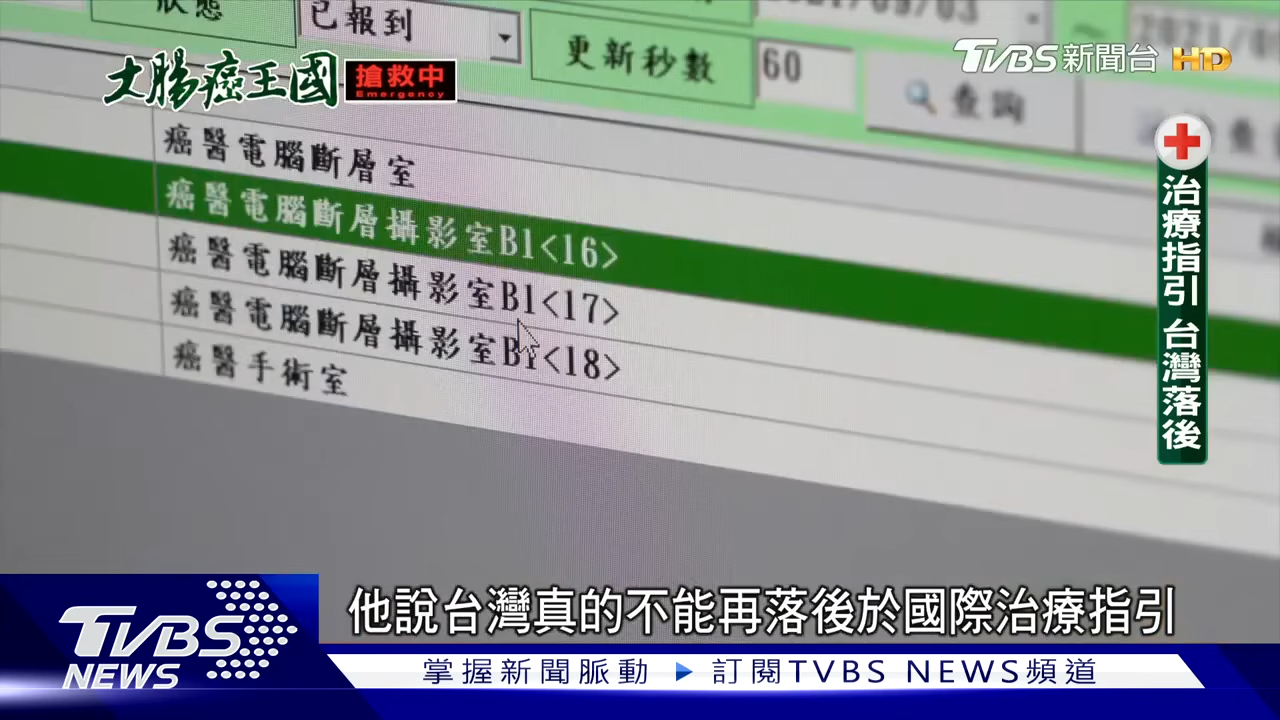 狀態
已報到
2021/09/03
~
更新秒數
60
查詢
TVBS新聞台 HD
大腸癌王國 搶救中
Emergency
癌醫電腦斷層室
癌醫電腦斷層攝影室B1<16>
癌醫電腦斷層攝影室B1<17>
癌醫電腦斷層攝影室B1<18>
癌醫手術室
治療指引 台灣落後
他說台灣真的不能再落後於國際治療指引
TVBS
NEWS
掌握新聞脈動 ▶ 訂閱TVBS NEWS頻道